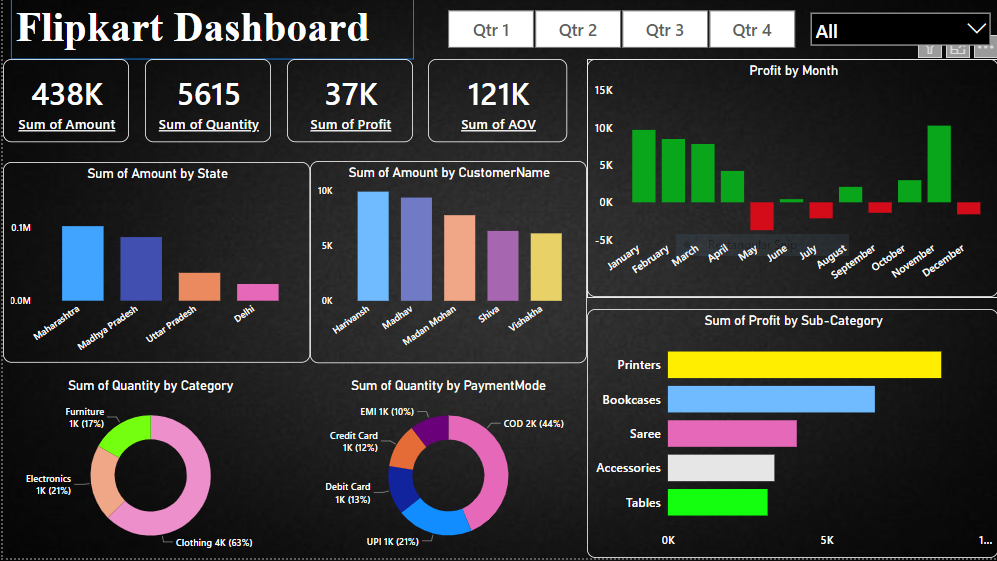 Flipkart Dashboard
Qtr 1
Qtr 2
Qtr 3
Qtr 4
All
438K
Sum of Amount
5615
Sum of Quantity
37K
Sum of Profit
121K
Sum of AOV
Profit by Month
15K
10K
5K
0K
-5K
January
February
March
April
May
June
July
August
September
October
November
December
Sum of Amount by State
0.1M
0.0M
Maharashtra
Madhya Pradesh
Uttar Pradesh
Delhi
Sum of Amount by CustomerName
10K
5K
0K
Harivansh
Madhav
Madan Mohan
Shiva
Vishakha
Sum of Profit by Sub-Category
Printers
Bookcases
Saree
Accessories
Tables
0K
5K
1...
Sum of Quantity by Category
Furniture
1K (17%)
Electronics
1K (21%)
Clothing 4K (63%)
Sum of Quantity by PaymentMode
EMI 1K (10%)
COD 2K (44%)
Credit Card
1K (12%)
Debit Card
1K (13%)
UPI 1K (21%)